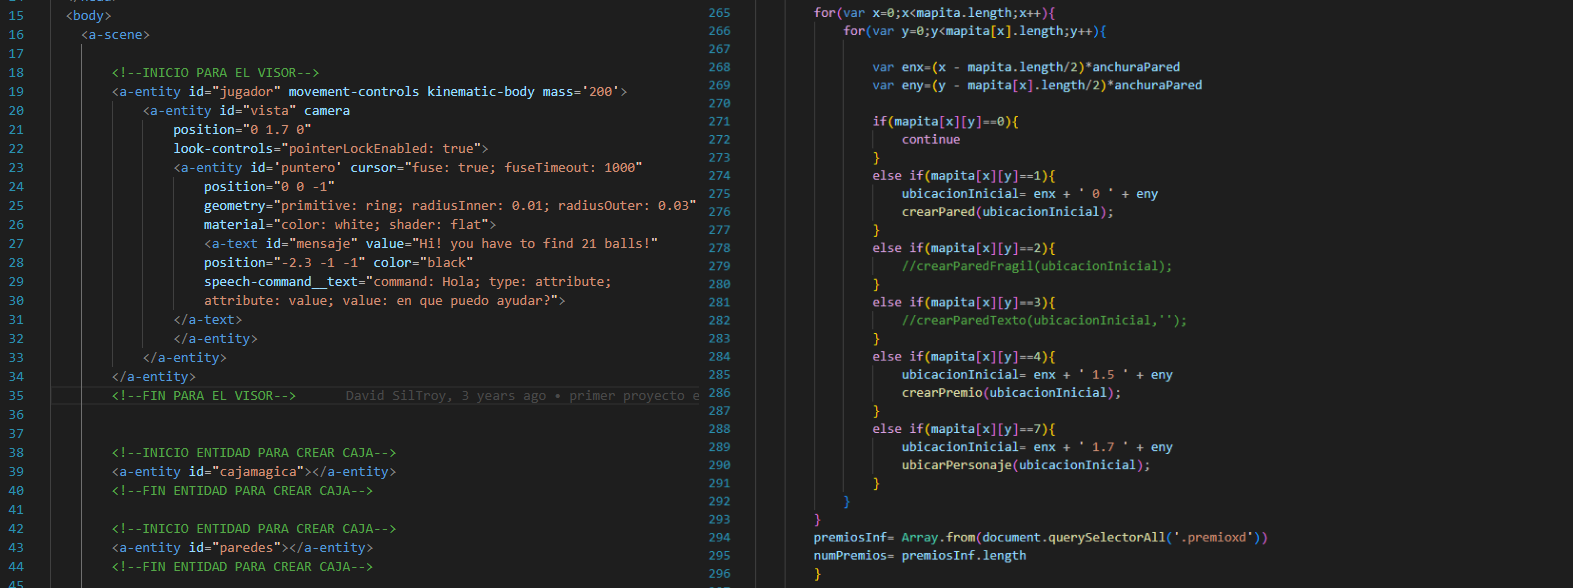 15 <body>
16 <a-scene>
17
18 <!--INICIO PARA EL VISOR-->
19 <a-entity id="jugador" movement-controls kinematic-body mass='200'>
20 <a-entity id="vista" camera
21 position="0 1.7 0"
22 look-controls="pointerLockEnabled: true">
23 <a-entity id='puntero' cursor="fuse: true; fuseTimeout: 1000"
24 position="0 0 -1"
25 geometry="primitive: ring; radiusInner: 0.01; radiusOuter: 0.03"
26 material="color: white; shader: flat">
27 <a-text id="mensaje" value="Hi! you have to find 21 balls!"
28 position="-2.3 -1 -1" color="black"
29 speech-command__text="command: Hola; type: attribute;
30 attribute: value; value: en que puedo ayudar?">
31 </a-text>
32 </a-entity>
33 </a-entity>
34 </a-entity>
35 <!--FIN PARA EL VISOR--> David SilTroy, 3 years ago • primer proyecto e
36
37
38 <!--INICIO ENTIDAD PARA CREAR CAJA-->
39 <a-entity id="cajamagica"></a-entity>
40 <!--FIN ENTIDAD PARA CREAR CAJA-->
41
42 <!--INICIO ENTIDAD PARA CREAR CAJA-->
43 <a-entity id="paredes"></a-entity>
44 <!--FIN ENTIDAD PARA CREAR CAJA-->
45
265 for(var x=0;x<mapita.length;x++){
266 for(var y=0;y<mapita[x].length;y++){
267
268 var enx=(x - mapita.length/2)*anchuraPared
269 var eny=(y - mapita[x].length/2)*anchuraPared
270
271 if(mapita[x][y]==0){
272 continue
273 }
274 else if(mapita[x][y]==1){
275 ubicacionInicial= enx + ' 0 ' + eny
276 crearPared(ubicacionInicial);
277 }
278 else if(mapita[x][y]==2){
279 //crearParedFragil(ubicacionInicial);
280 }
281 else if(mapita[x][y]==3){
282 //crearParedTexto(ubicacionInicial,'');
283 }
284 else if(mapita[x][y]==4){
285 ubicacionInicial= enx + ' 1.5 ' + eny
286 crearPremio(ubicacionInicial);
287 }
288 else if(mapita[x][y]==7){
289 ubicacionInicial= enx + ' 1.7 ' + eny
290 ubicarPersonaje(ubicacionInicial);
291 }
292 }
293 }
294 premiosInf= Array.from(document.querySelectorAll('.premioxd'))
295 numPremios= premiosInf.length
296 }